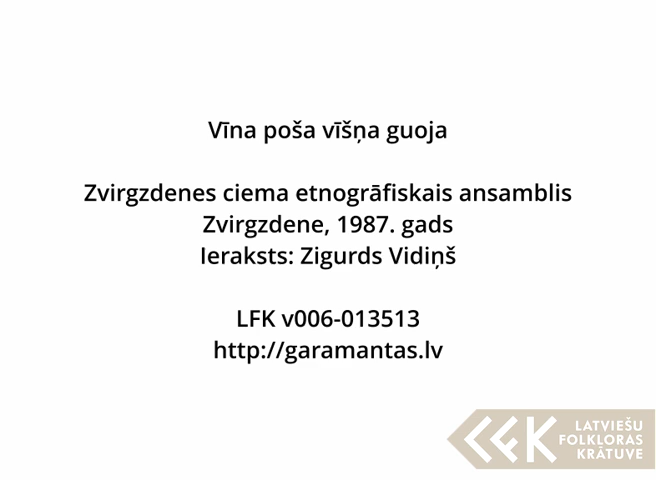 Vīna poša vīšņa guoja
Zvirgzdenes ciema etnogrāfiskais ansamblis
Zvirgzdene, 1987. gads
Ieraksts: Zigurds Vidiņš
LFK v006-013513
http://garamantas.lv
LFK
LATVIEŠU
FOLKLORAS
KRĀTUVE